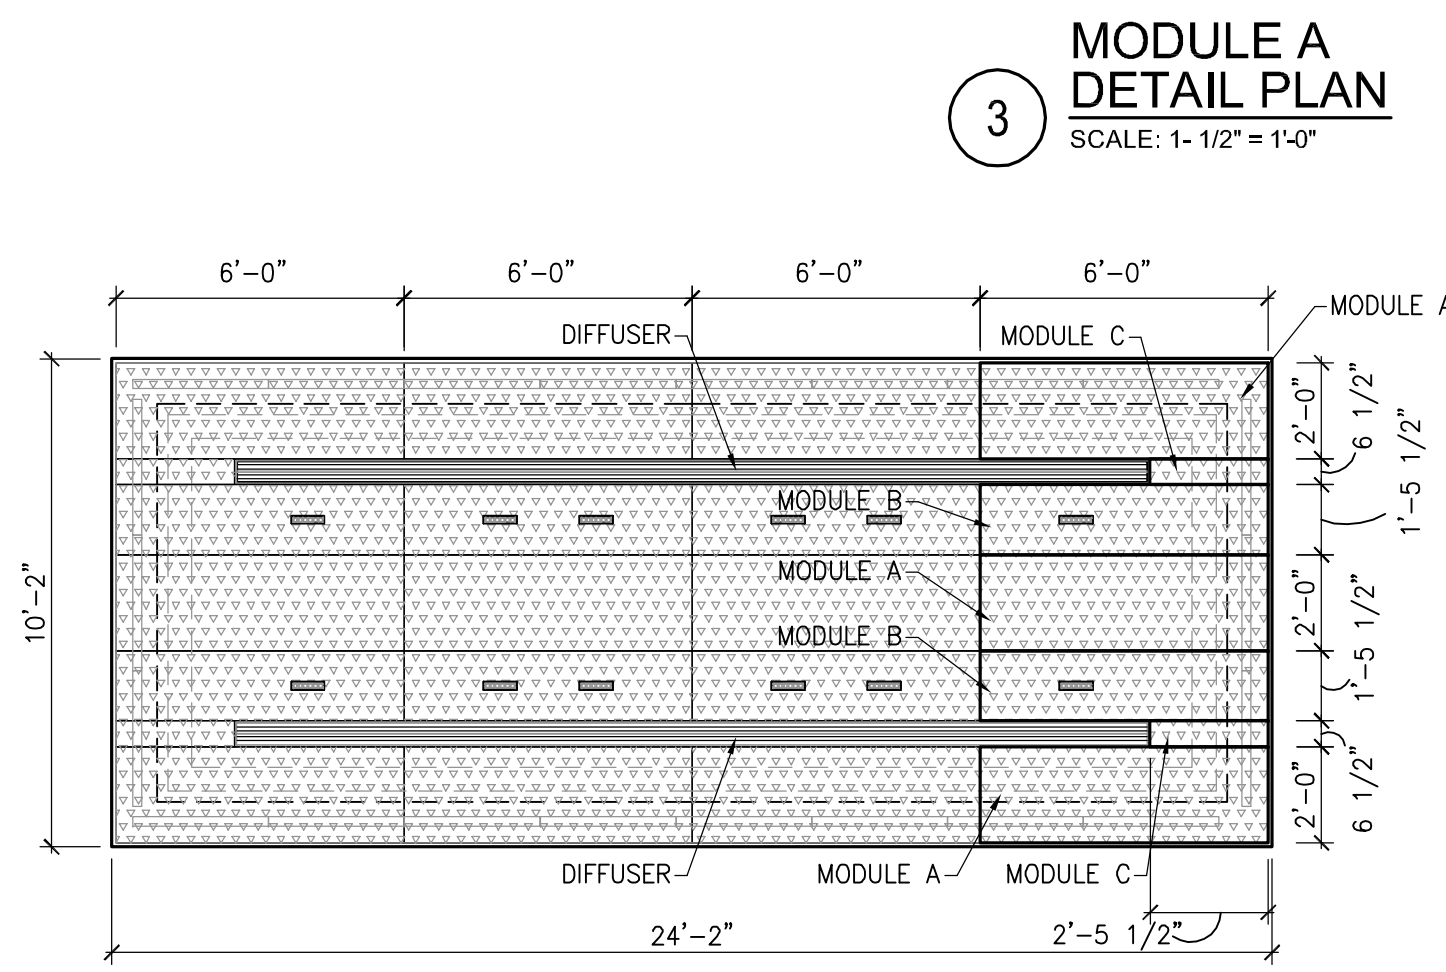 MODULE A
DETAIL PLAN
3
SCALE: 1- 1/2" = 1'-0"
6'-0"
6'-0"
6'-0"
6'-0"
MODULE A
DIFFUSER
MODULE C
2'-0"
6 1/2"
1'-5 1/2"
MODULE B
MODULE A
10'-2"
2'-0"
MODULE B
1'-5 1/2"
2'-0"
6 1/2"
DIFFUSER
MODULE A
MODULE C
24'-2"
2'-5 1/2"